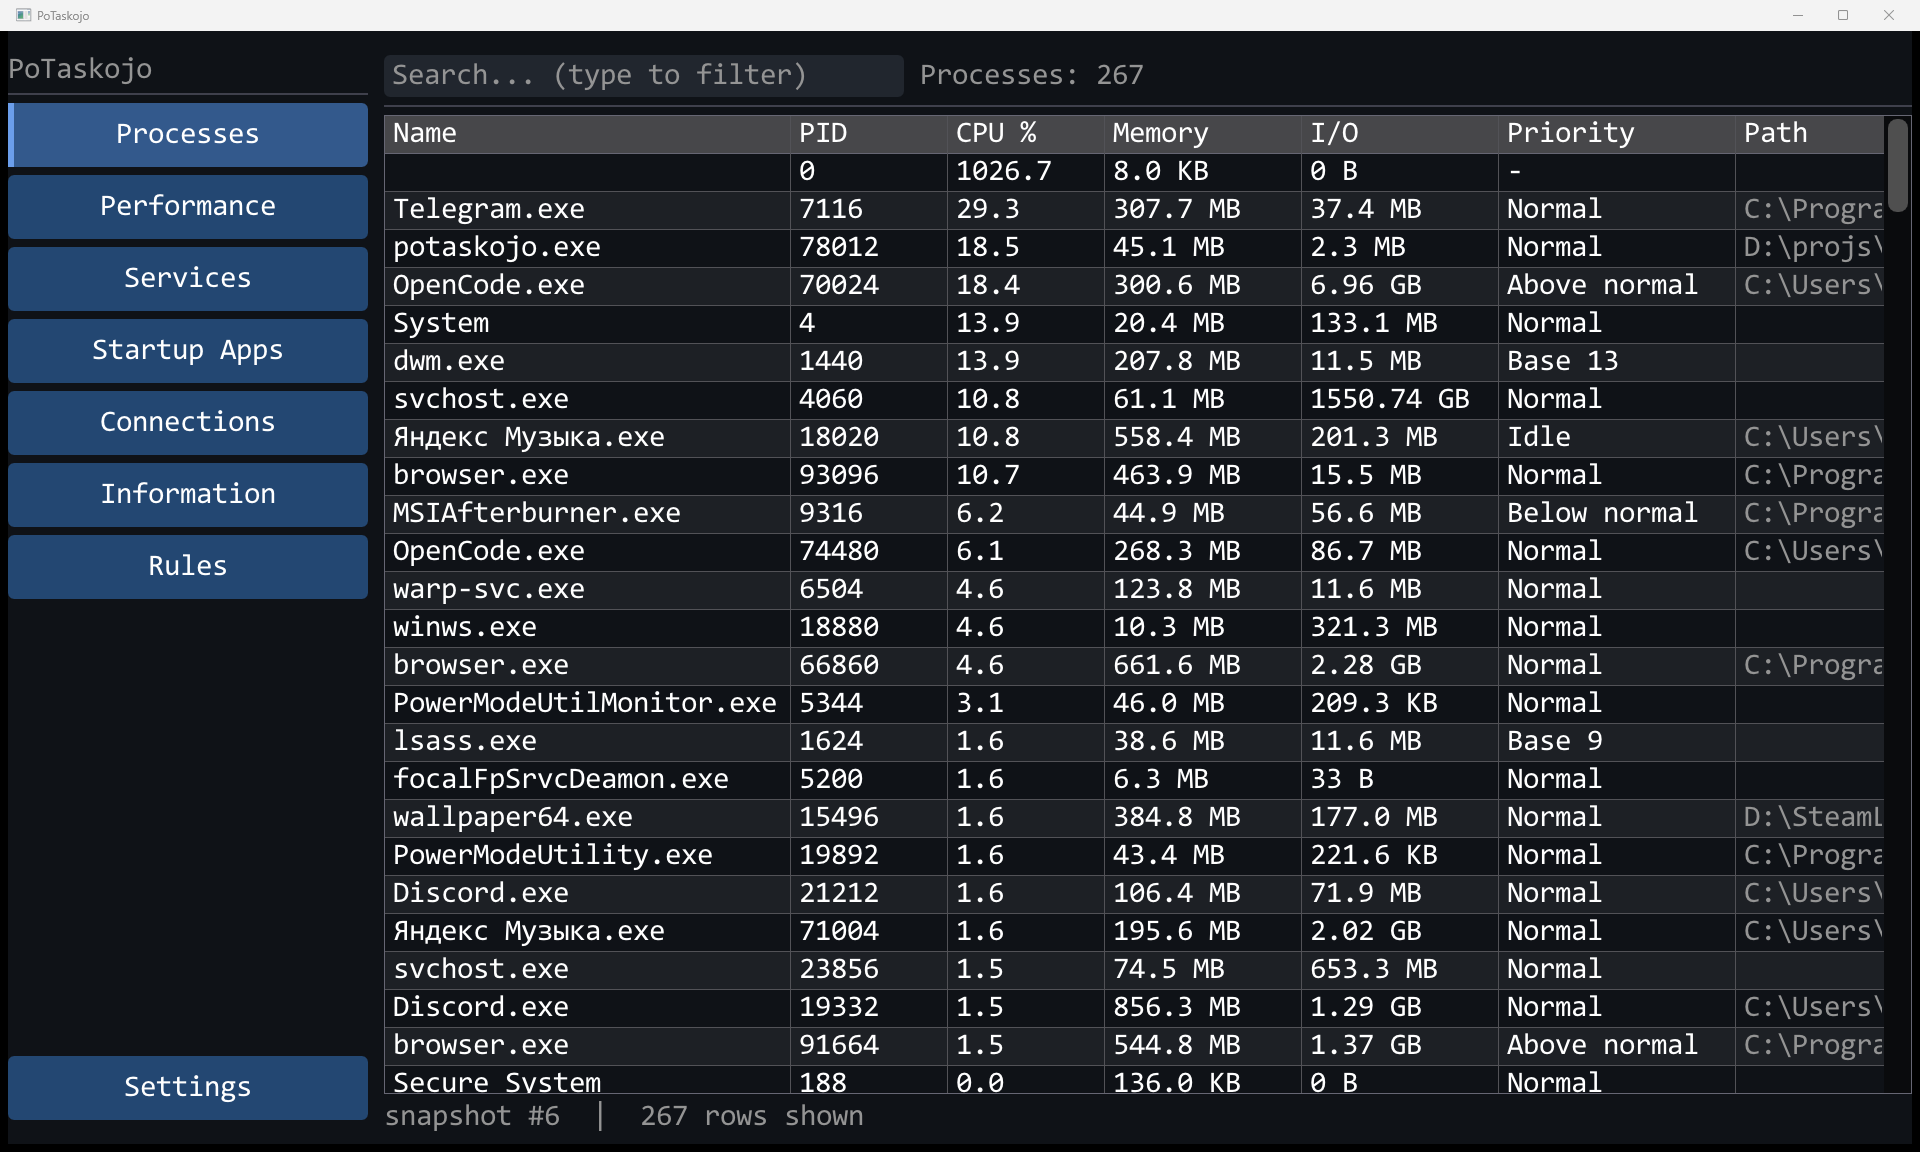 PoTaskojo
PoTaskojo
Search... (type to filter) Processes: 267
Processes
Performance
Services
Startup Apps
Connections
Information
Rules
Settings
Name PID CPU % Memory I/O Priority Path
0 1026.7 8.0 KB 0 B -
Telegram.exe 7116 29.3 307.7 MB 37.4 MB Normal C:\Progra
potaskojo.exe 78012 18.5 45.1 MB 2.3 MB Normal D:\projs\
OpenCode.exe 70024 18.4 300.6 MB 6.96 GB Above normal C:\Users\
System 4 13.9 20.4 MB 133.1 MB Normal
dwm.exe 1440 13.9 207.8 MB 11.5 MB Base 13
svchost.exe 4060 10.8 61.1 MB 1550.74 GB Normal
Яндекс Музыка.exe 18020 10.8 558.4 MB 201.3 MB Idle C:\Users\
browser.exe 93096 10.7 463.9 MB 15.5 MB Normal C:\Progra
MSIAfterburner.exe 9316 6.2 44.9 MB 56.6 MB Below normal C:\Progra
OpenCode.exe 74480 6.1 268.3 MB 86.7 MB Normal C:\Users\
warp-svc.exe 6504 4.6 123.8 MB 11.6 MB Normal
winws.exe 18880 4.6 10.3 MB 321.3 MB Normal
browser.exe 66860 4.6 661.6 MB 2.28 GB Normal C:\Progra
PowerModeUtilMonitor.exe 5344 3.1 46.0 MB 209.3 KB Normal
lsass.exe 1624 1.6 38.6 MB 11.6 MB Base 9
focalFpSrvcDeamon.exe 5200 1.6 6.3 MB 33 B Normal
wallpaper64.exe 15496 1.6 384.8 MB 177.0 MB Normal D:\SteamL
PowerModeUtility.exe 19892 1.6 43.4 MB 221.6 KB Normal C:\Progra
Discord.exe 21212 1.6 106.4 MB 71.9 MB Normal C:\Users\
Яндекс Музыка.exe 71004 1.6 195.6 MB 2.02 GB Normal C:\Users\
svchost.exe 23856 1.5 74.5 MB 653.3 MB Normal
Discord.exe 19332 1.5 856.3 MB 1.29 GB Normal C:\Users\
browser.exe 91664 1.5 544.8 MB 1.37 GB Above normal C:\Progra
Secure System 188 0.0 136.0 KB 0 B Normal
snapshot #6 | 267 rows shown